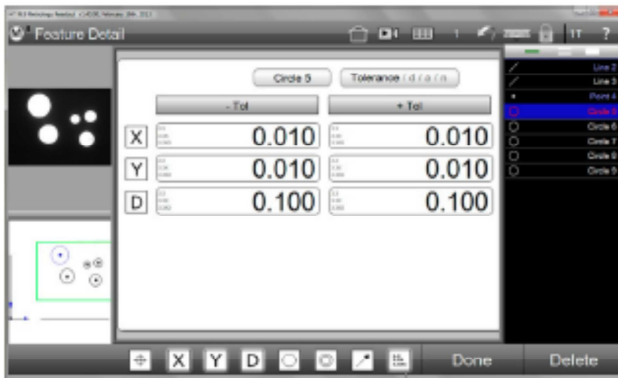 Feature Detail
1T ?
Circle 5 Tolerance / d / a / n
- Tol + Tol
X 0.010 0.010
Y 0.010 0.010
D 0.100 0.100
Line 2
Line 3
Point 4
Circle 5
Circle 6
Circle 7
Circle 8
Circle 9
X Y D Done Delete